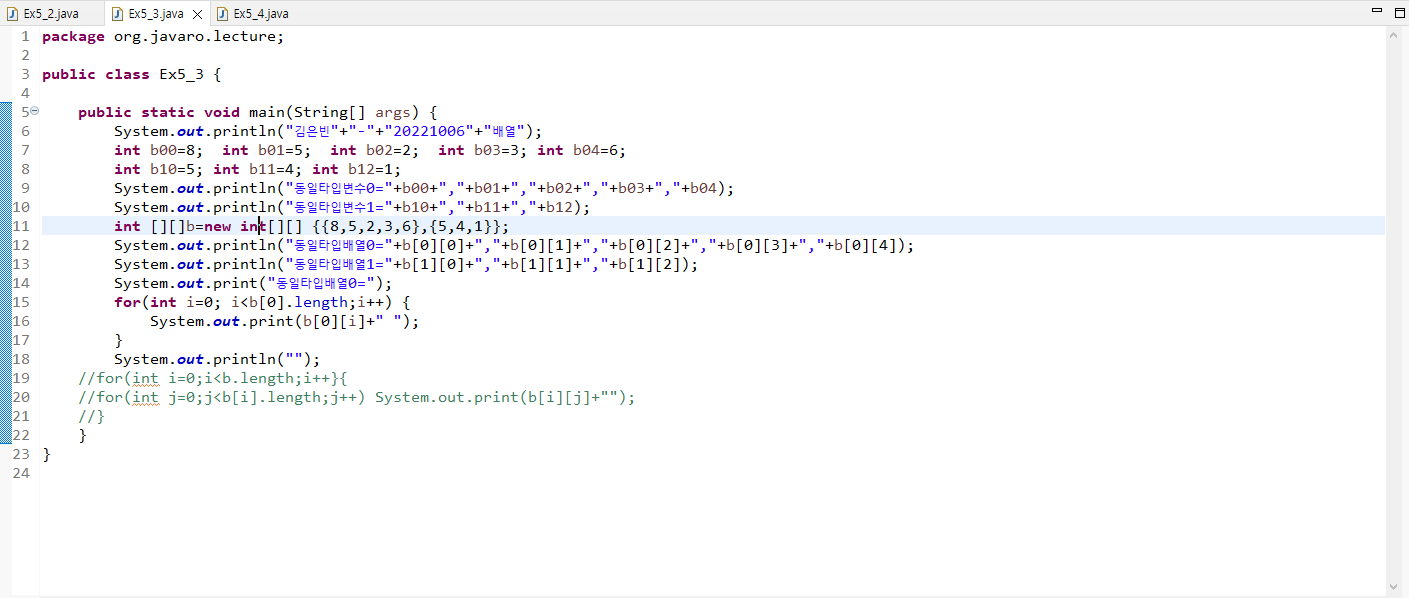 Ex5_2.java Ex5_3.java Ex5_4.java
1 package org.javaro.lecture;
2
3 public class Ex5_3 {
4
5 public static void main(String[] args) {
6 System.out.println("김은빈"+"-"+"20221006"+"배열");
7 int b00=8; int b01=5; int b02=2; int b03=3; int b04=6;
8 int b10=5; int b11=4; int b12=1;
9 System.out.println("동일타입변수0="+b00+","+b01+","+b02+","+b03+","+b04);
10 System.out.println("동일타입변수1="+b10+","+b11+","+b12);
11 int [][]b=new int[][] {{8,5,2,3,6},{5,4,1}};
12 System.out.println("동일타입배열0="+b[0][0]+","+b[0][1]+","+b[0][2]+","+b[0][3]+","+b[0][4]);
13 System.out.println("동일타입배열1="+b[1][0]+","+b[1][1]+","+b[1][2]);
14 System.out.print("동일타입배열0=");
15 for(int i=0; i<b[0].length;i++) {
16 System.out.print(b[0][i]+" ");
17 }
18 System.out.println("");
19 //for(int i=0;i<b.length;i++}{
20 //for(int j=0;j<b[i].length;j++) System.out.print(b[i][j]+"");
21 //}
22 }
23 }
24